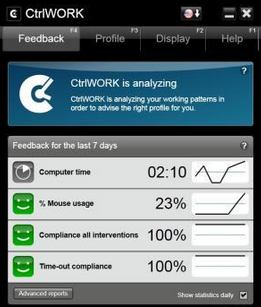 CtrlWORK
Feedback F4
Profile F3
Display F2
Help F1
?
CtrlWORK is analyzing
CtrlWORK is analyzing your working patterns in
order to advise the right profile for you.
Feedback for the last 7 days ?
Computer time 02:10
% Mouse usage 23%
Compliance all interventions 100%
Time-out compliance 100%
Advanced reports Show statistics daily